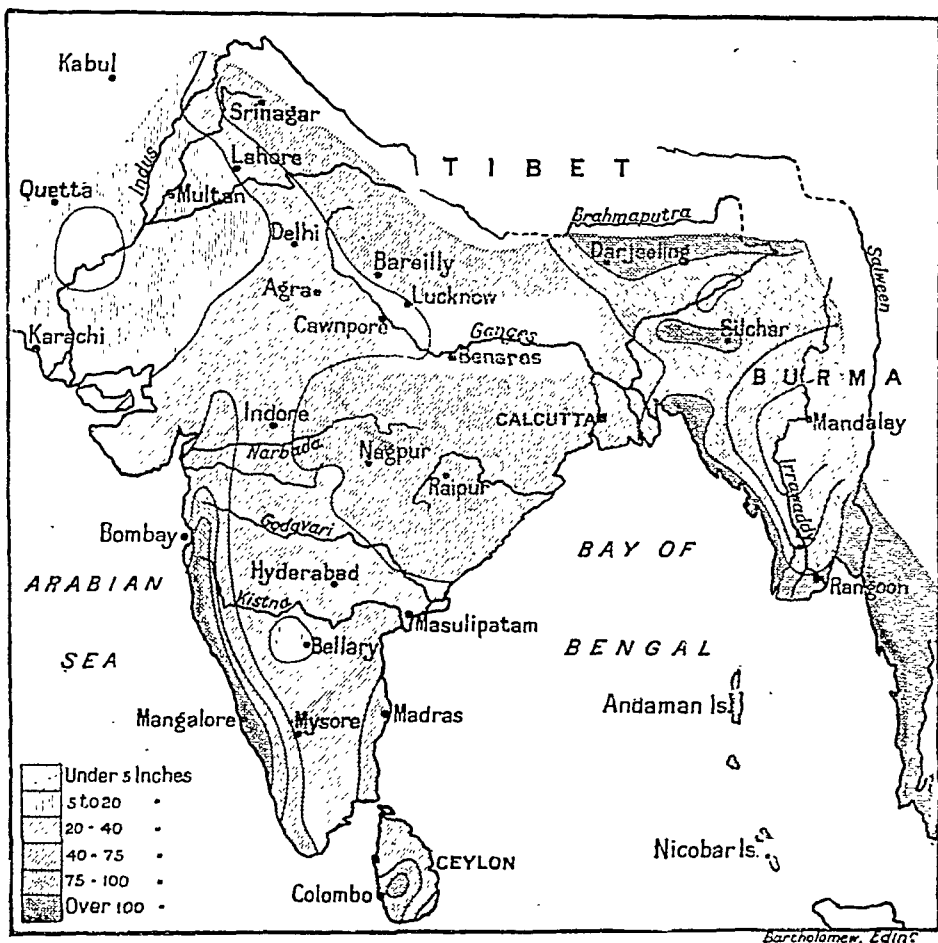 Kabul
Srinagar
Lahore
Indus
TIBET
Quetta
Multan
Brahmaputra
Delhi
Darjeeling
Salween
Bareilly
Agra
Lucknow
Cawnpore
Ganges
Silchar
Karachi
Benares
BURMA
Indore
CALCUTTA
Mandalay
Narbada
Nagpur
Raipur
Irrawaddy
Godavari
Bombay
BAY OF
ARABIAN
Hyderabad
Rangoon
Kistna
Masulipatam
Bellary
BENGAL
SEA
Andaman Is.
Mangalore
Mysore
Madras
Under 5 Inches
5 to 20 "
20 - 40 "
40 - 75 "
75 - 100 "
Over 100 "
Nicobar Is.
CEYLON
Colombo
Bartholomew, Edinr